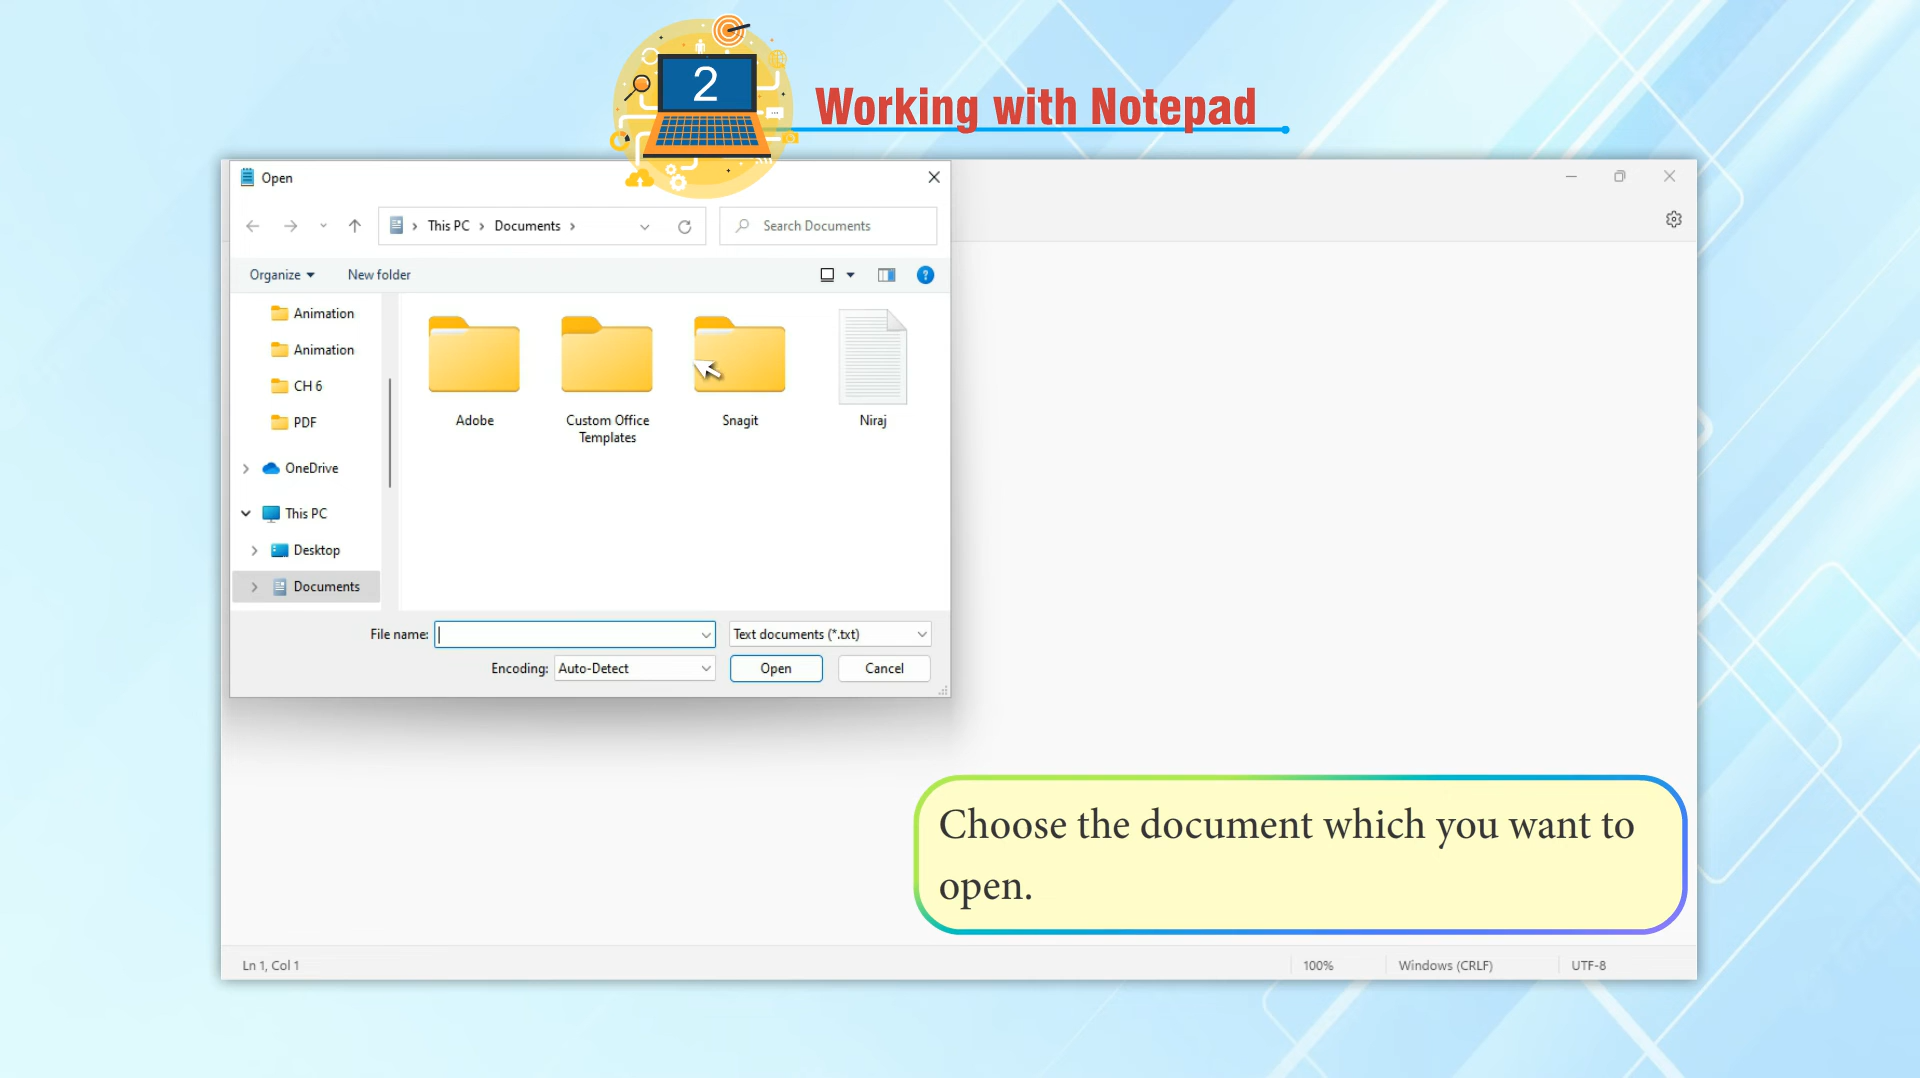 2
Working with Notepad
Open
This PC
Documents
Search Documents
Organize
New folder
Animation
Animation
CH 6
PDF
OneDrive
This PC
Desktop
Documents
Adobe
Custom Office
Templates
Snagit
Niraj
File name:
Text documents (*.txt)
Encoding: Auto-Detect
Open
Cancel
Choose the document which you want to
open.
Ln 1, Col 1
100%
Windows (CRLF)
UTF-8